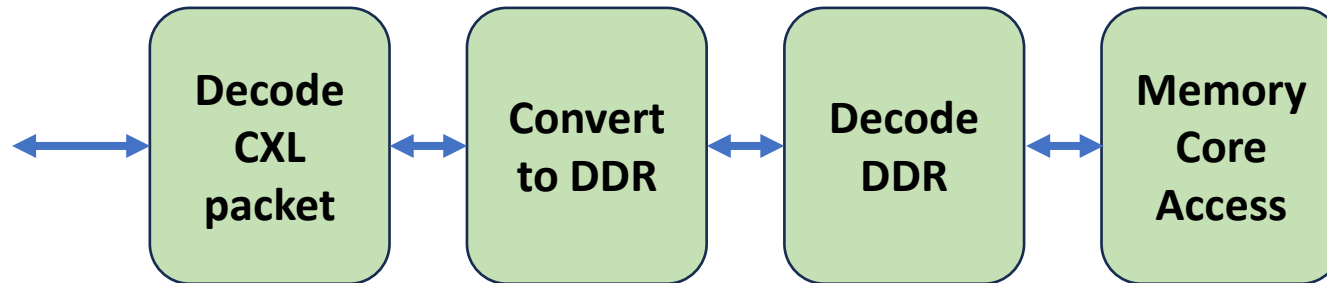 Decode
CXL
packet
Convert
to DDR
Decode
DDR
Memory
Core
Access